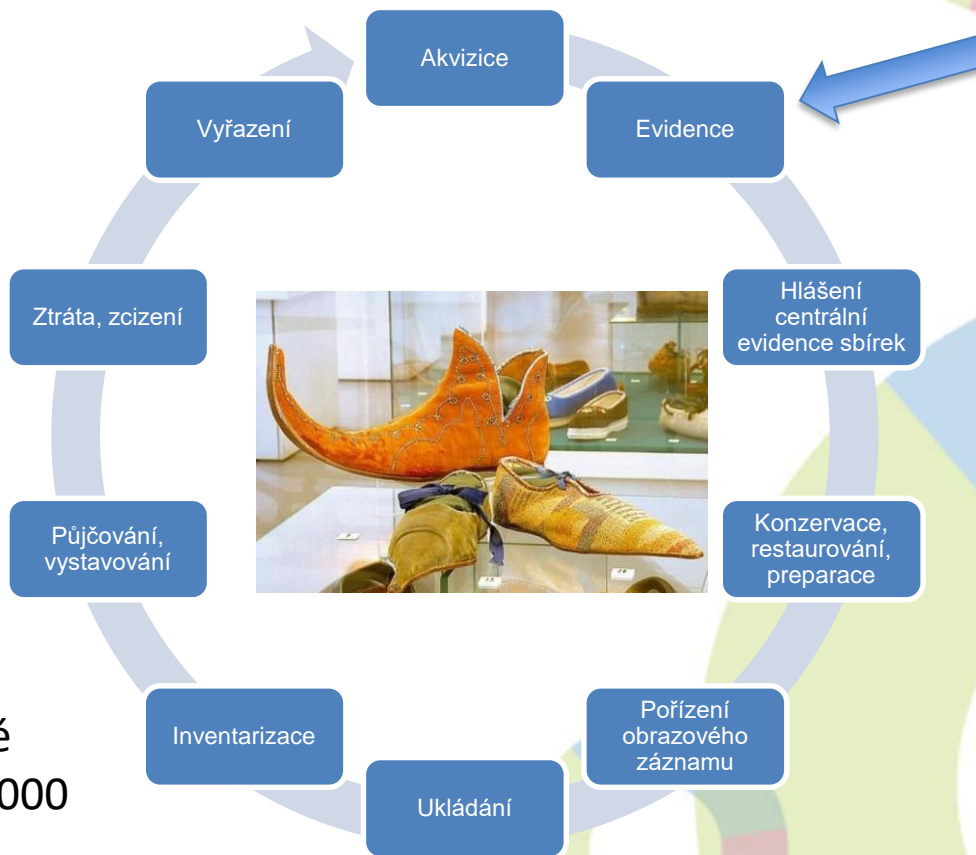 Akvizice
Evidence
Hlášení
centrální
evidence sbírek
Konzervace,
restaurování,
preparace
Pořízení
obrazového
záznamu
Ukládání
Inventarizace
Půjčování,
vystavování
Ztráta, zcizení
Vyřazení
é
000